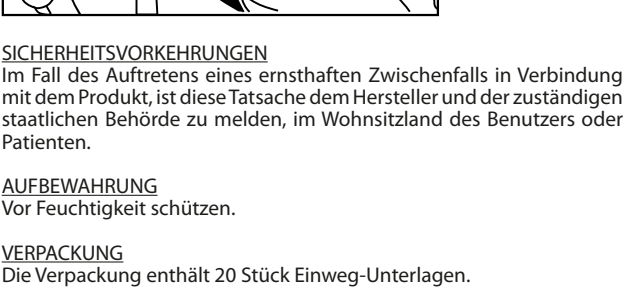 SICHERHEITSVORKEHRUNGEN
Im Fall des Auftretens eines ernsthaften Zwischenfalls in Verbindung
mit dem Produkt, ist diese Tatsache dem Hersteller und der zuständigen
staatlichen Behörde zu melden, im Wohnsitzland des Benutzers oder
Patienten.
AUFBEWAHRUNG
Vor Feuchtigkeit schützen.
VERPACKUNG
Die Verpackung enthält 20 Stück Einweg-Unterlagen.